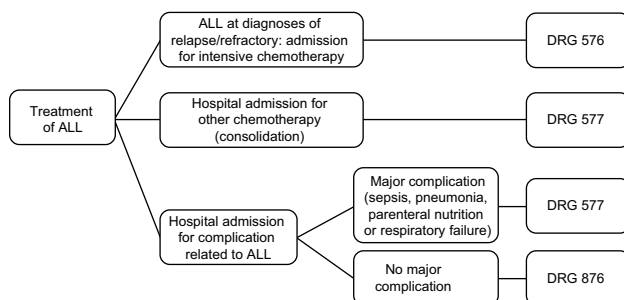 ALL at diagnoses of
relapse/refractory: admission
for intensive chemotherapy
DRG 576
Treatment
of ALL
Hospital admission for
other chemotherapy
(consolidation)
DRG 577
Hospital admission
for complication
related to ALL
Major complication
(sepsis, pneumonia,
parenteral nutrition
or respiratory failure)
DRG 577
No major
complication
DRG 876